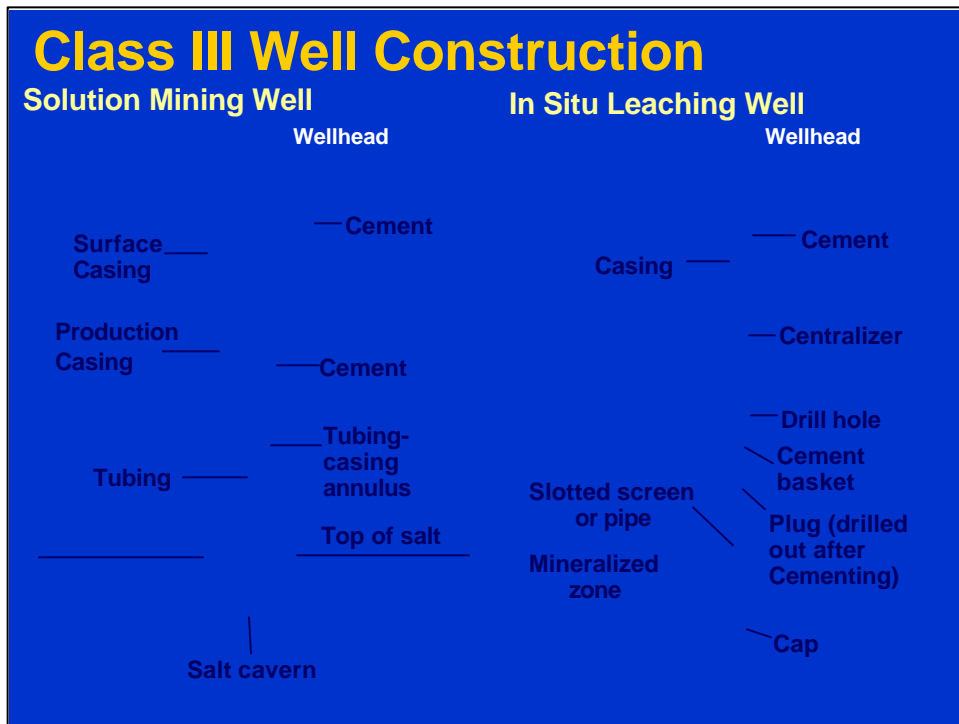 Class III Well Construction
Solution Mining Well
Wellhead
Cement
Surface
Casing
Production
Casing
Cement
Tubing-
casing
annulus
Tubing
Top of salt
Salt cavern
In Situ Leaching Well
Wellhead
Cement
Casing
Centralizer
Drill hole
Cement
basket
Slotted screen
or pipe
Plug (drilled
out after
Cementing)
Mineralized
zone
Cap